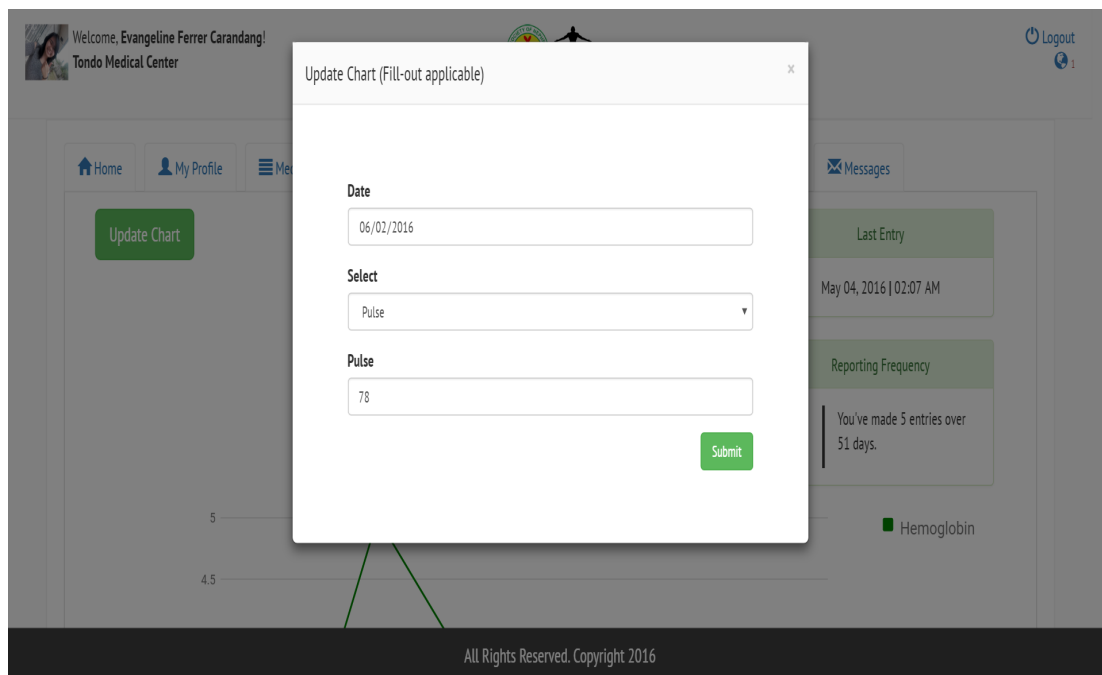 Welcome, Evangeline Ferrer Carandang!
Tondo Medical Center
Logout
1
Update Chart (Fill-out applicable)
x
Home
My Profile
Messages
Update Chart
Date
06/02/2016
Select
Pulse
Pulse
78
Submit
Last Entry
May 04, 2016 | 02:07 AM
Reporting Frequency
You've made 5 entries over
51 days.
5
4.5
Hemoglobin
All Rights Reserved. Copyright 2016